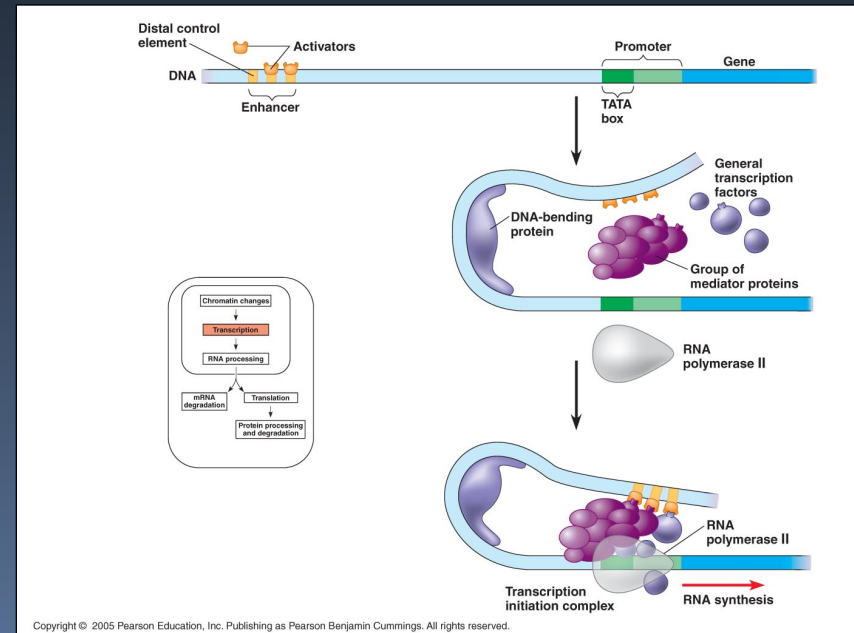 Distal control
element
Activators
Promoter
Gene
DNA
Enhancer
TATA
box
General
transcription
factors
DNA-bending
protein
Group of
mediator proteins
Chromatin changes
Transcription
RNA processing
mRNA
degradation
Translation
Protein processing
and degradation
RNA
polymerase II
RNA
polymerase II
Transcription
initiation complex
RNA synthesis
Copyright © 2005 Pearson Education, Inc. Publishing as Pearson Benjamin Cummings. All rights reserved.